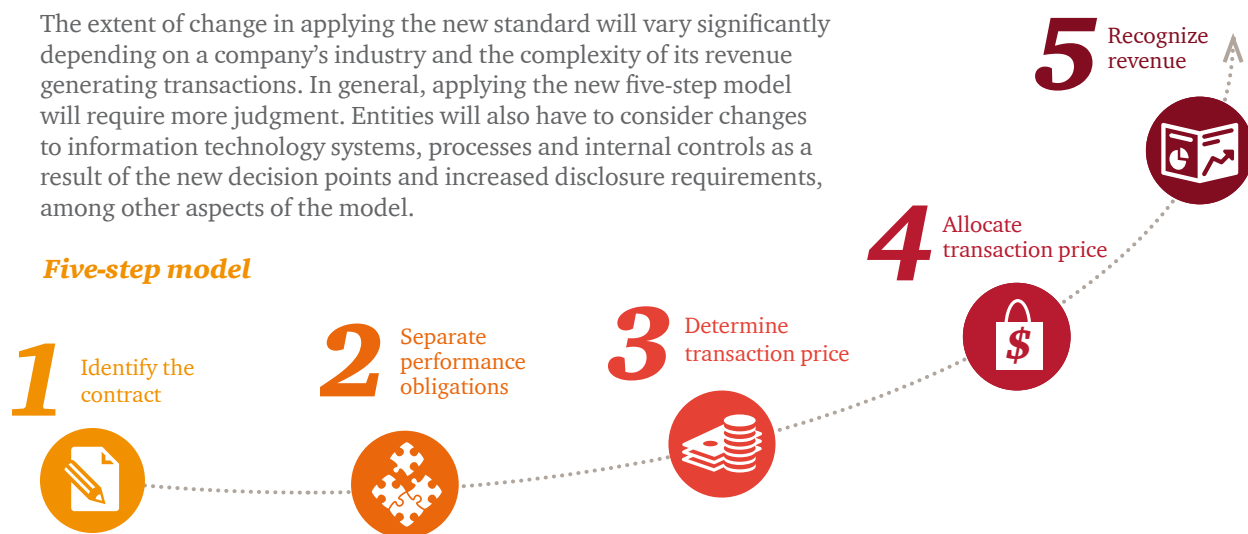 The extent of change in applying the new standard will vary significantly
depending on a company’s industry and the complexity of its revenue
generating transactions. In general, applying the new five-step model
will require more judgment. Entities will also have to consider changes
to information technology systems, processes and internal controls as a
result of the new decision points and increased disclosure requirements,
among other aspects of the model.
Five-step model
1
Identify the
contract
2
Separate
performance
obligations
3
Determine
transaction price
4
Allocate
transaction price
$
5
Recognize
revenue